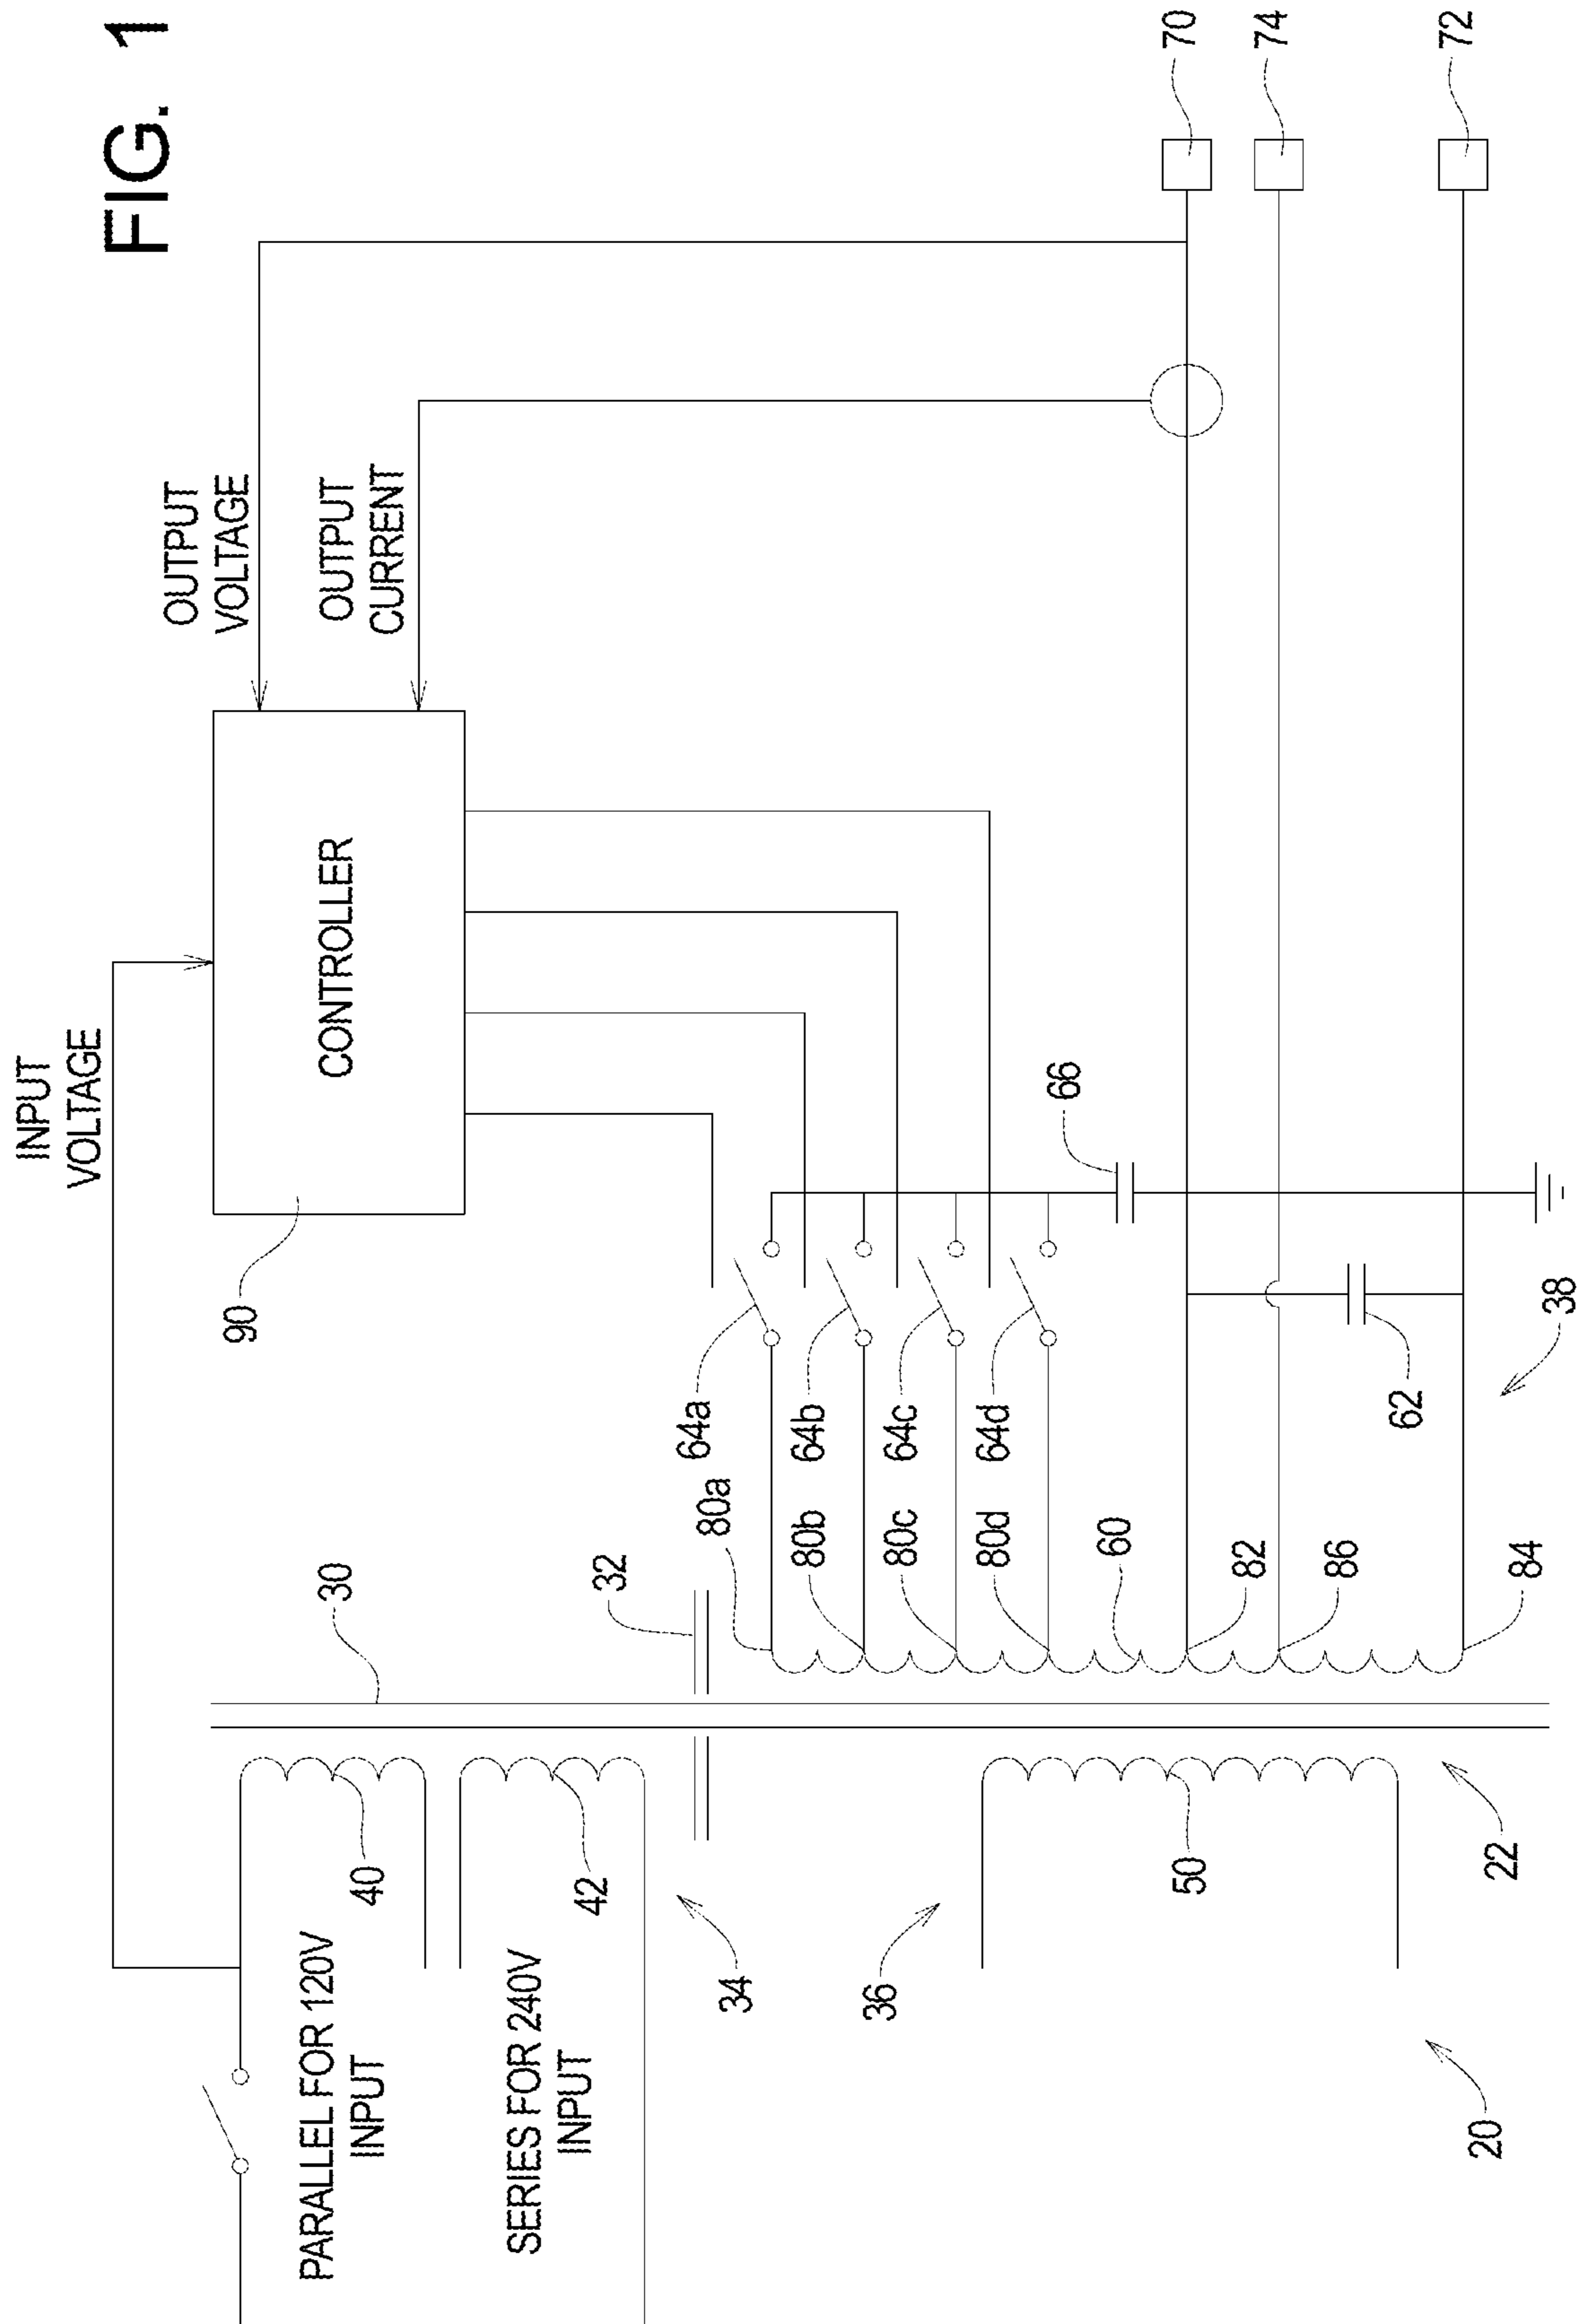 FIG. 1
INPUT
VOLTAGE
OUTPUT
VOLTAGE
OUTPUT
CURRENT
CONTROLLER
90
PARALLEL FOR 120V
INPUT
SERIES FOR 240V
INPUT
40
42
30
32
34
36
64a
64b
64c
64d
80a
80b
80c
80d
66
60
50
82
86
84
62
38
22
20
70
74
72